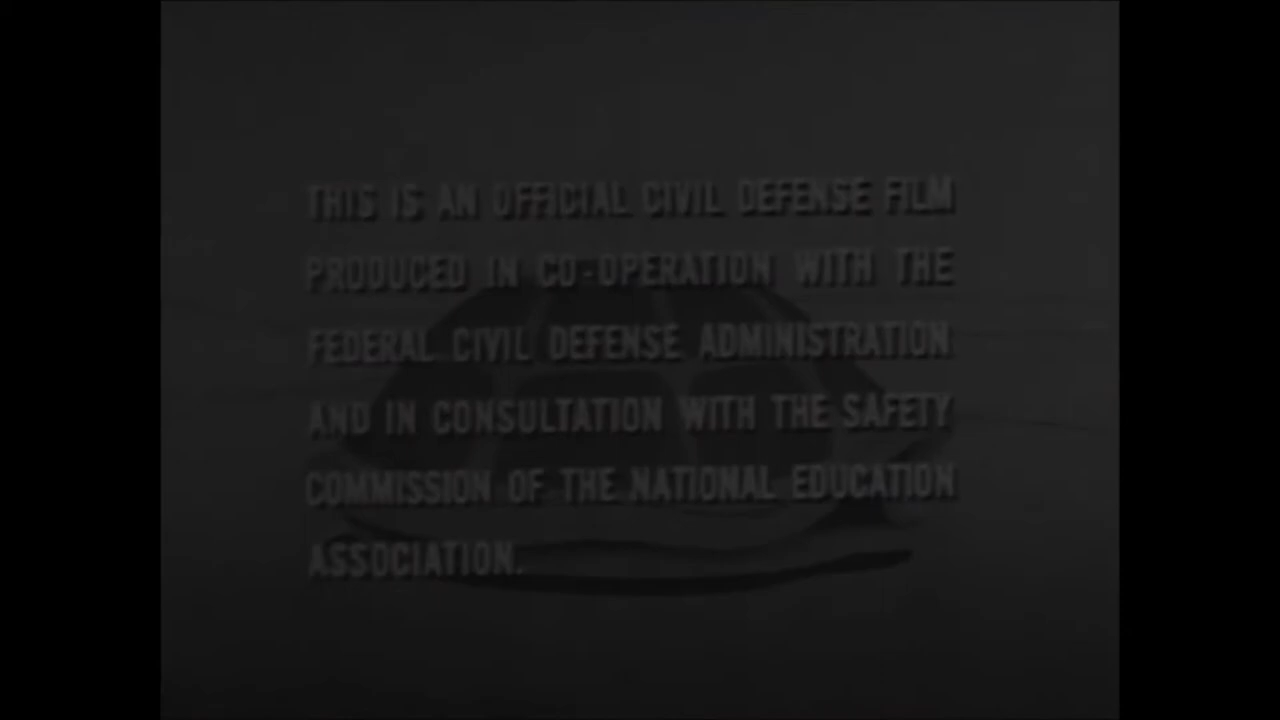 THIS IS AN OFFICIAL CIVIL DEFENSE FILM
PRODUCED IN CO-OPERATION WITH THE
FEDERAL CIVIL DEFENSE ADMINISTRATION
AND IN CONSULTATION WITH THE SAFETY
COMMISSION OF THE NATIONAL EDUCATION
ASSOCIATION.